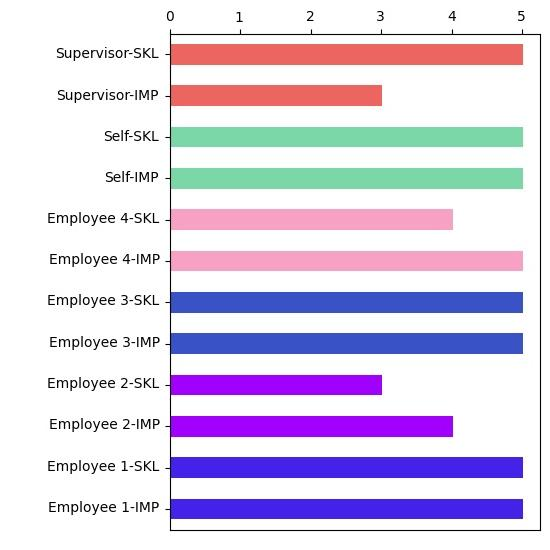 0 1 2 3 4 5
Supervisor-SKL
Supervisor-IMP
Self-SKL
Self-IMP
Employee 4-SKL
Employee 4-IMP
Employee 3-SKL
Employee 3-IMP
Employee 2-SKL
Employee 2-IMP
Employee 1-SKL
Employee 1-IMP